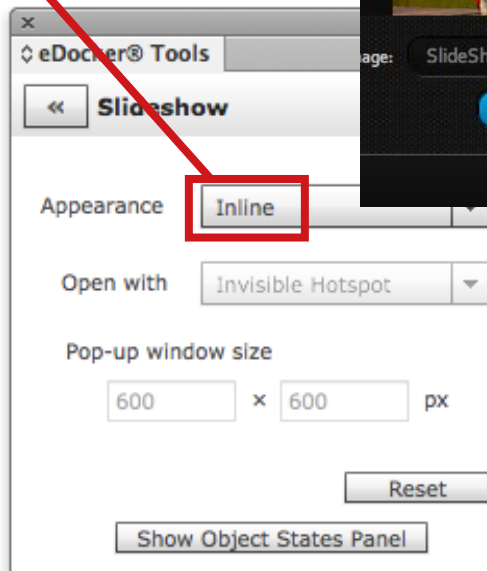 eDocker® Tools
age: SlideSh
« Slideshow
Appearance Inline
Open with Invisible Hotspot
Pop-up window size
600 × 600 px
Reset
Show Object States Panel